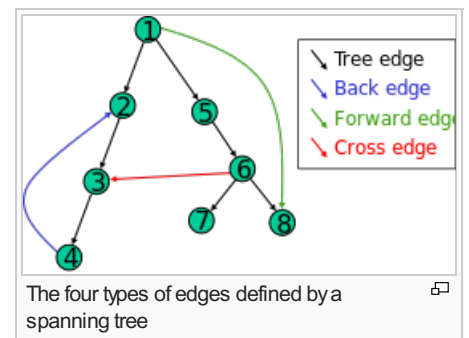 1
Tree edge
2
5
Back edge
Forward edge
Cross edge
3
6
7
8
4
The four types of edges defined by a
spanning tree